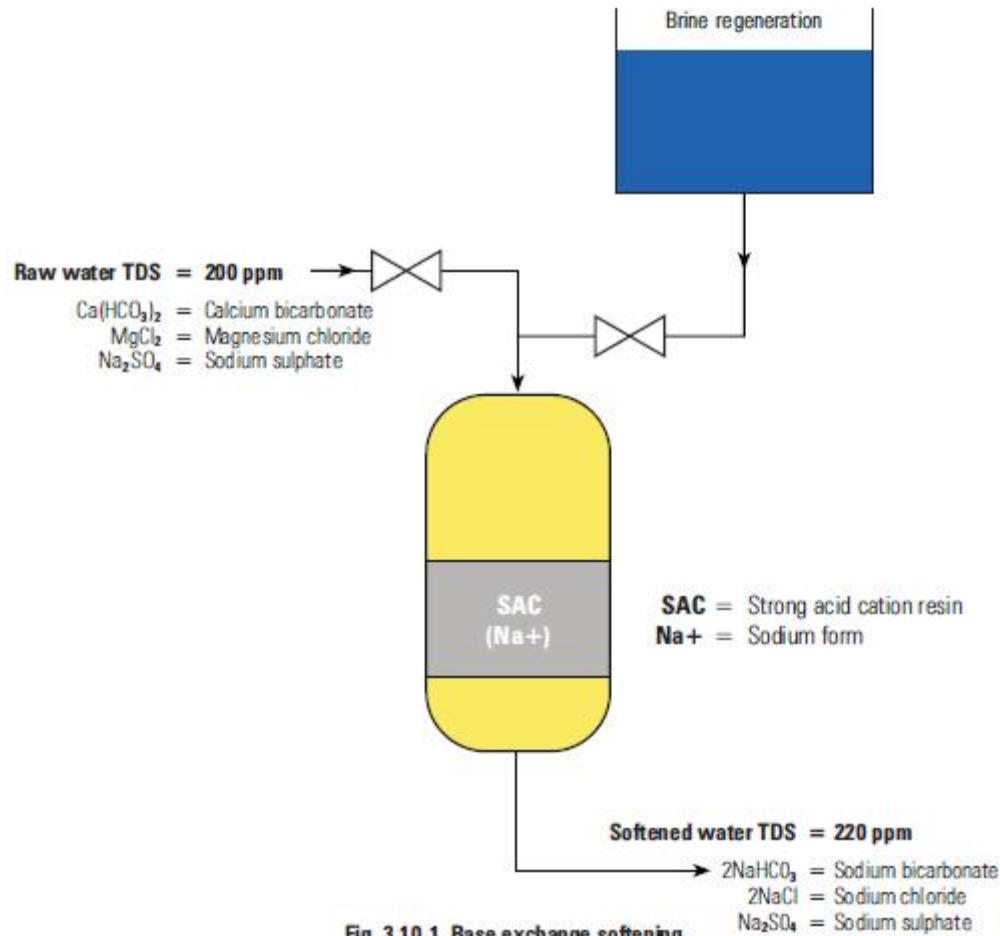 Brine regeneration
Raw water TDS = 200 ppm
Ca(HCO₃)₂ = Calcium bicarbonate
MgCl₂ = Magnesium chloride
Na₂SO₄ = Sodium sulphate
SAC
(Na+)
SAC = Strong acid cation resin
Na+ = Sodium form
Softened water TDS = 220 ppm
2NaHCO₃ = Sodium bicarbonate
2NaCl = Sodium chloride
Na₂SO₄ = Sodium sulphate
Fig. 3.10.1 Base exchange softening